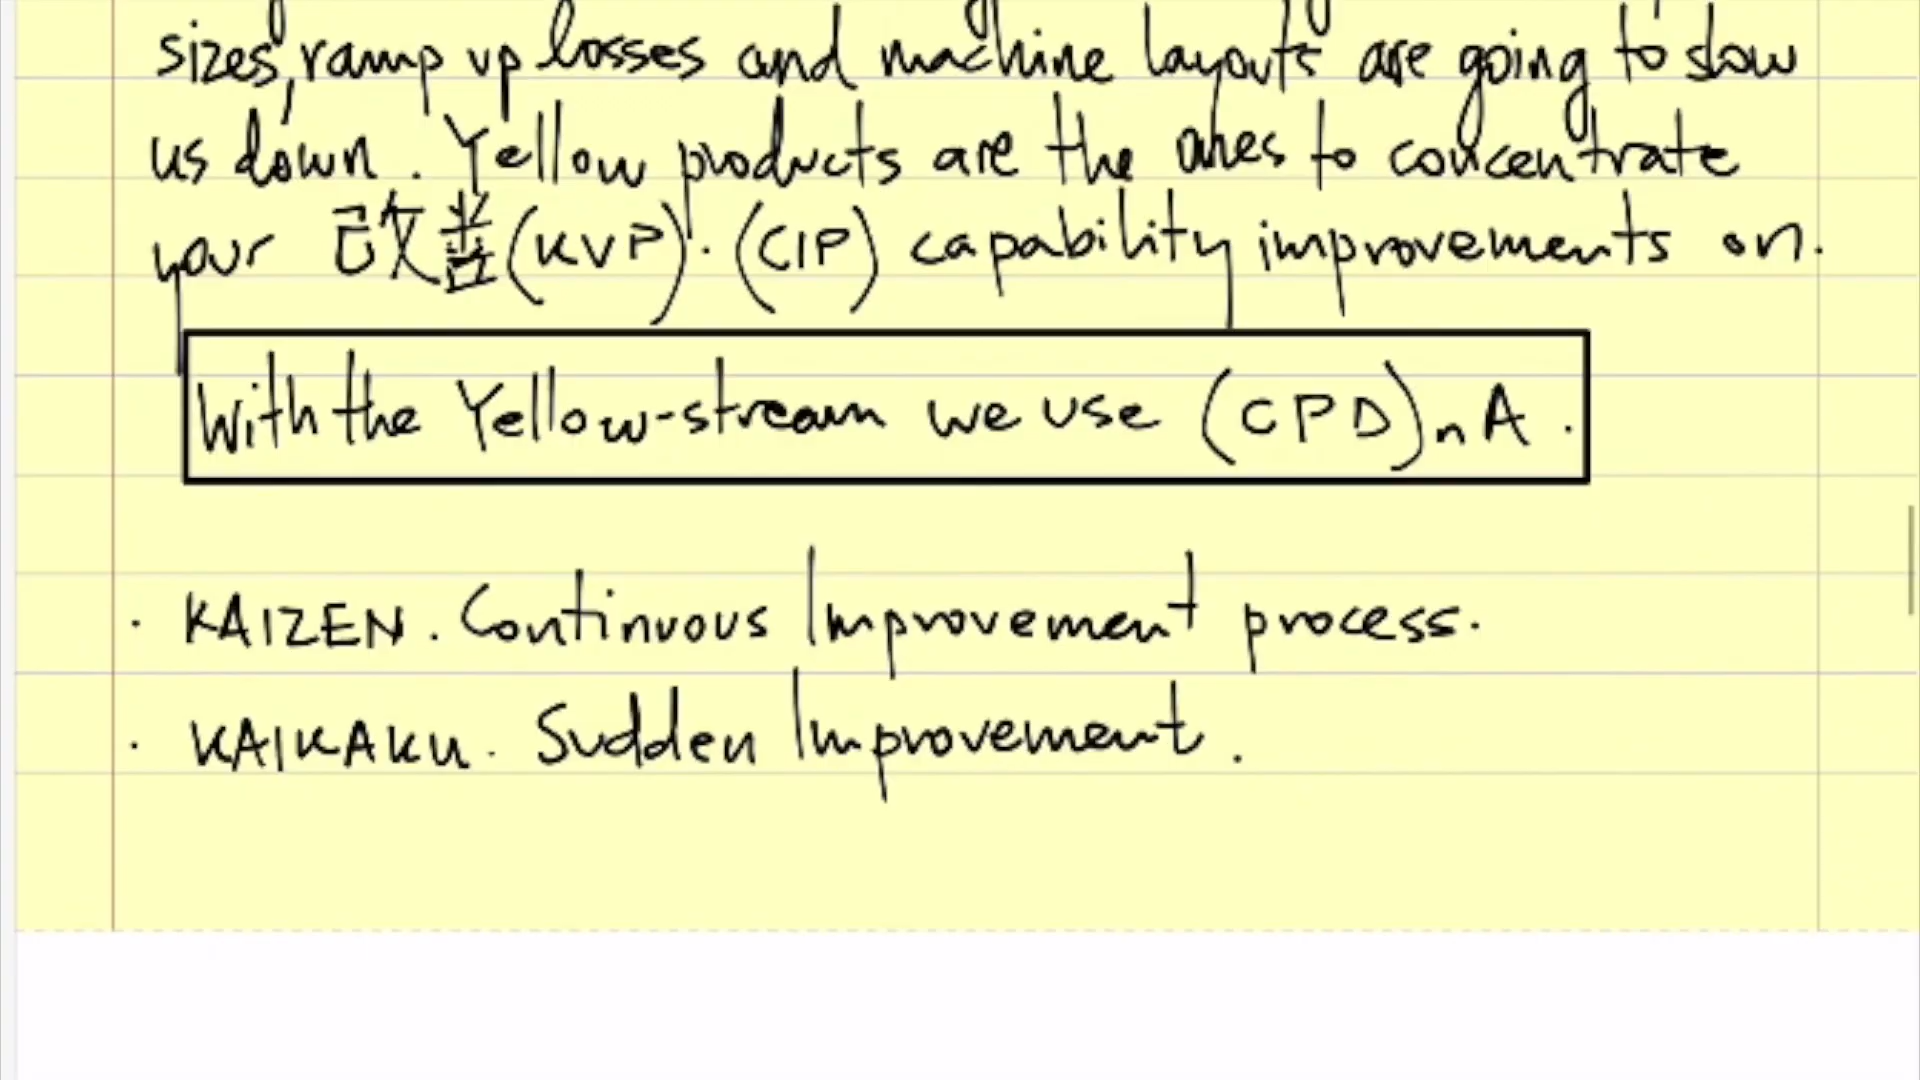 sizes, ramp up losses and machine layouts are going to slow
us down. Yellow products are the ones to concentrate
your 改善 (KVP). (CIP) capability improvements on.
With the Yellow-stream we use (CPD)nA.
. KAIZEN. Continuous Improvement process.
. KAIKAKU. Sudden Improvement.